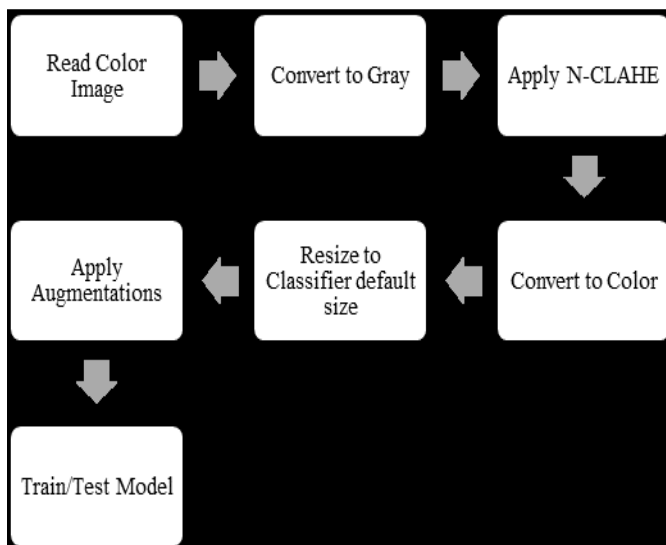 Read Color
Image
Convert to Gray
Apply N-CLAHE
Convert to Color
Resize to
Classifier default
size
Apply
Augmentations
Train/Test Model